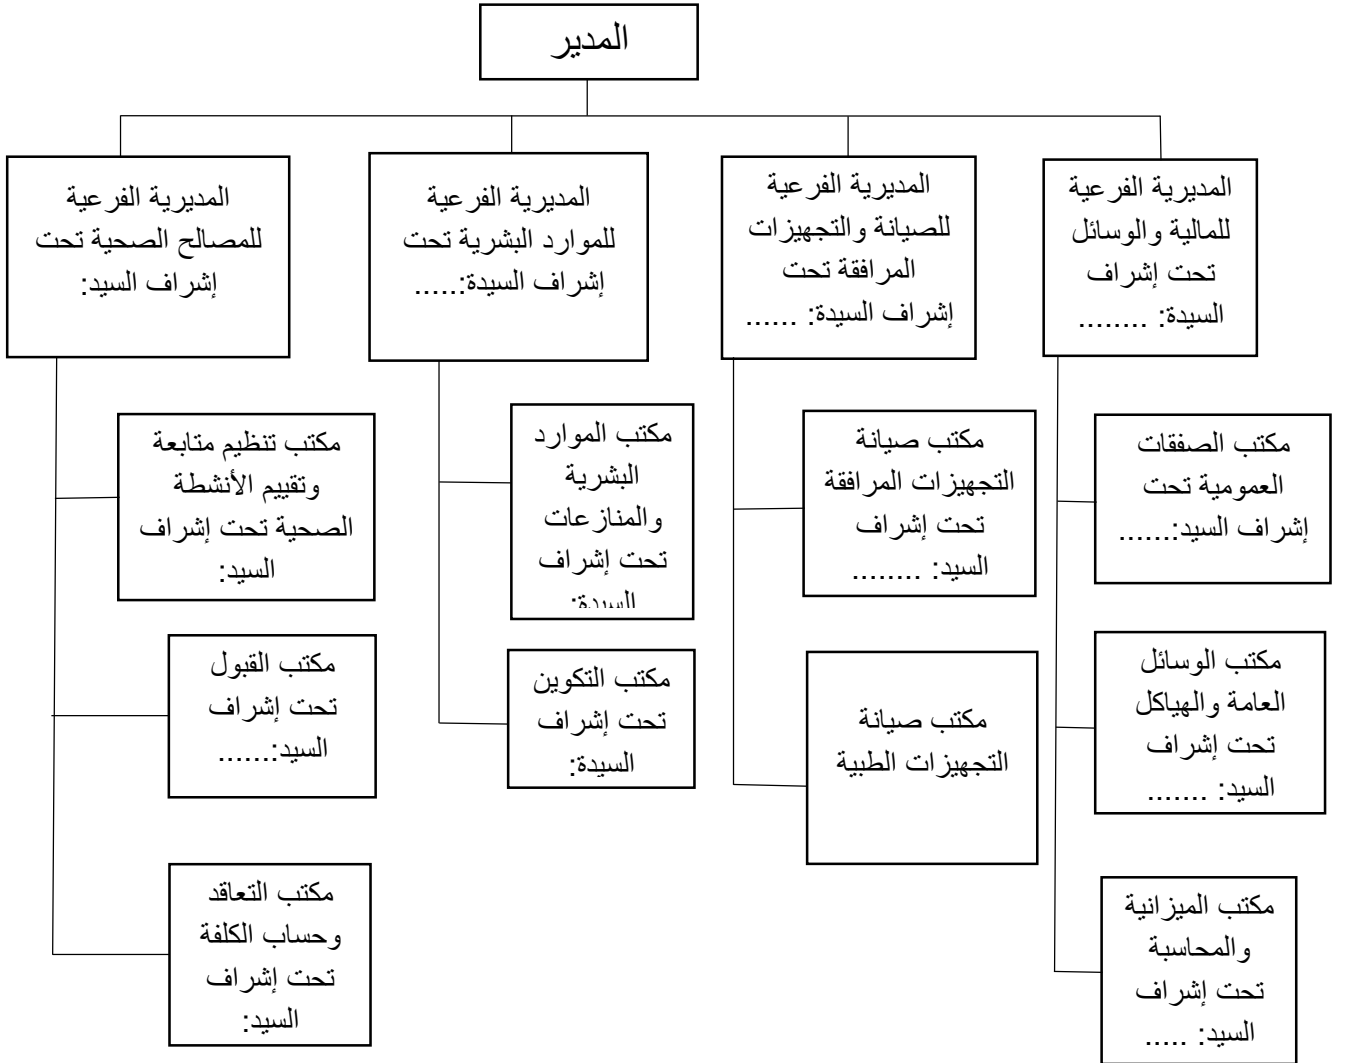 المدير
المديرية الفرعية
للمالية والوسائل
تحت إشراف
السيدة: ........
المديرية الفرعية
للصيانة والتجهيزات
المرافقة تحت
إشراف السيدة: ......
المديرية الفرعية
للموارد البشرية تحت
إشراف السيدة:.....
المديرية الفرعية
للمصالح الصحية تحت
إشراف السيد:
مكتب الصفقات
العمومية تحت
إشراف السيد:......
مكتب الوسائل
العامة والهياكل
تحت إشراف
السيد: .......
مكتب الميزانية
والمحاسبة
تحت إشراف
السيد: .....
مكتب صيانة
التجهيزات المرافقة
تحت إشراف
السيد: ........
مكتب صيانة
التجهيزات الطبية
مكتب الموارد
البشرية
والمنازعات
تحت إشراف
السيدة:
مكتب التكوين
تحت إشراف
السيدة:
مكتب تنظيم متابعة
وتقييم الأنشطة
الصحية تحت إشراف
السيد:
مكتب القبول
تحت إشراف
السيد:......
مكتب التعاقد
وحساب الكلفة
تحت إشراف
السيد: